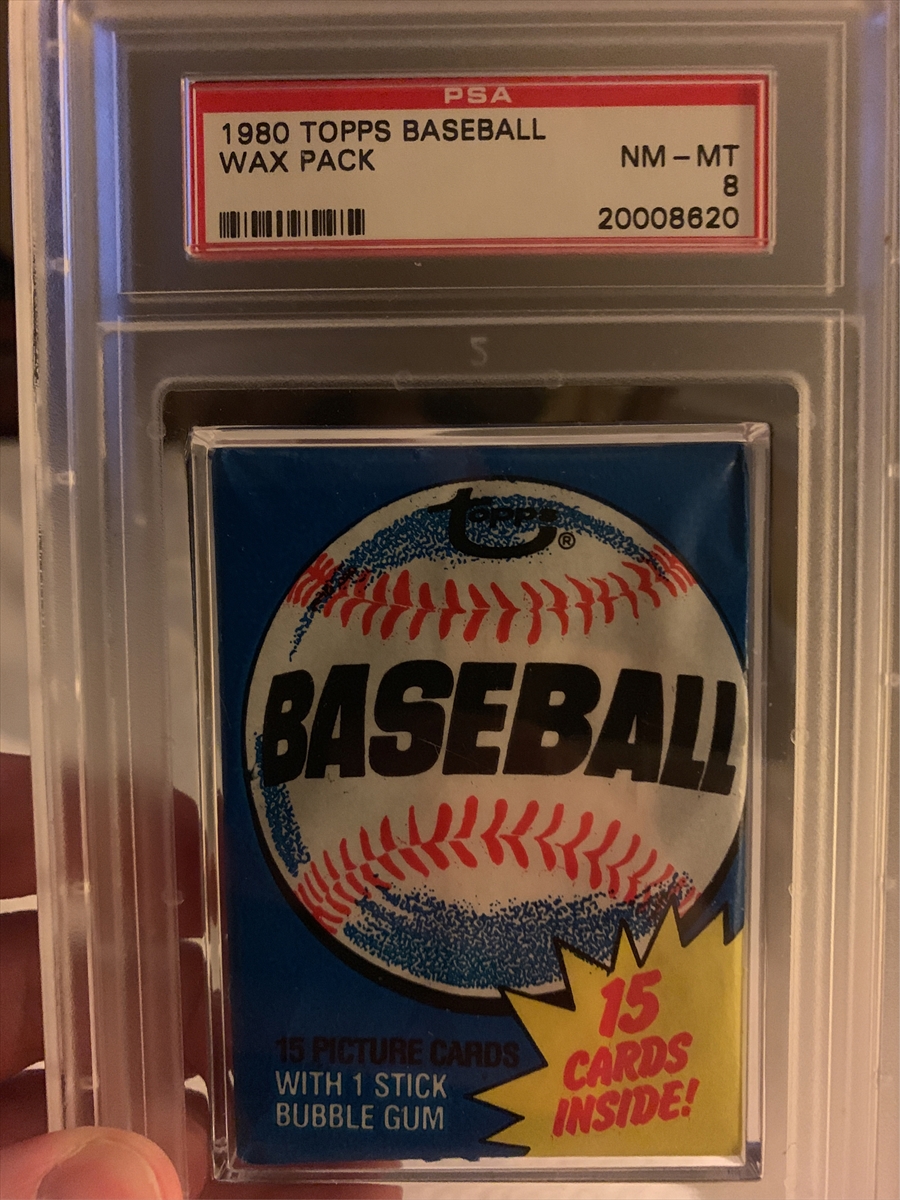 PSA
1980 TOPPS BASEBALL
WAX PACK
NM - MT
8
20008620
5
topps®
BASEBALL
15 PICTURE CARDS
WITH 1 STICK
BUBBLE GUM
15
CARDS
INSIDE!